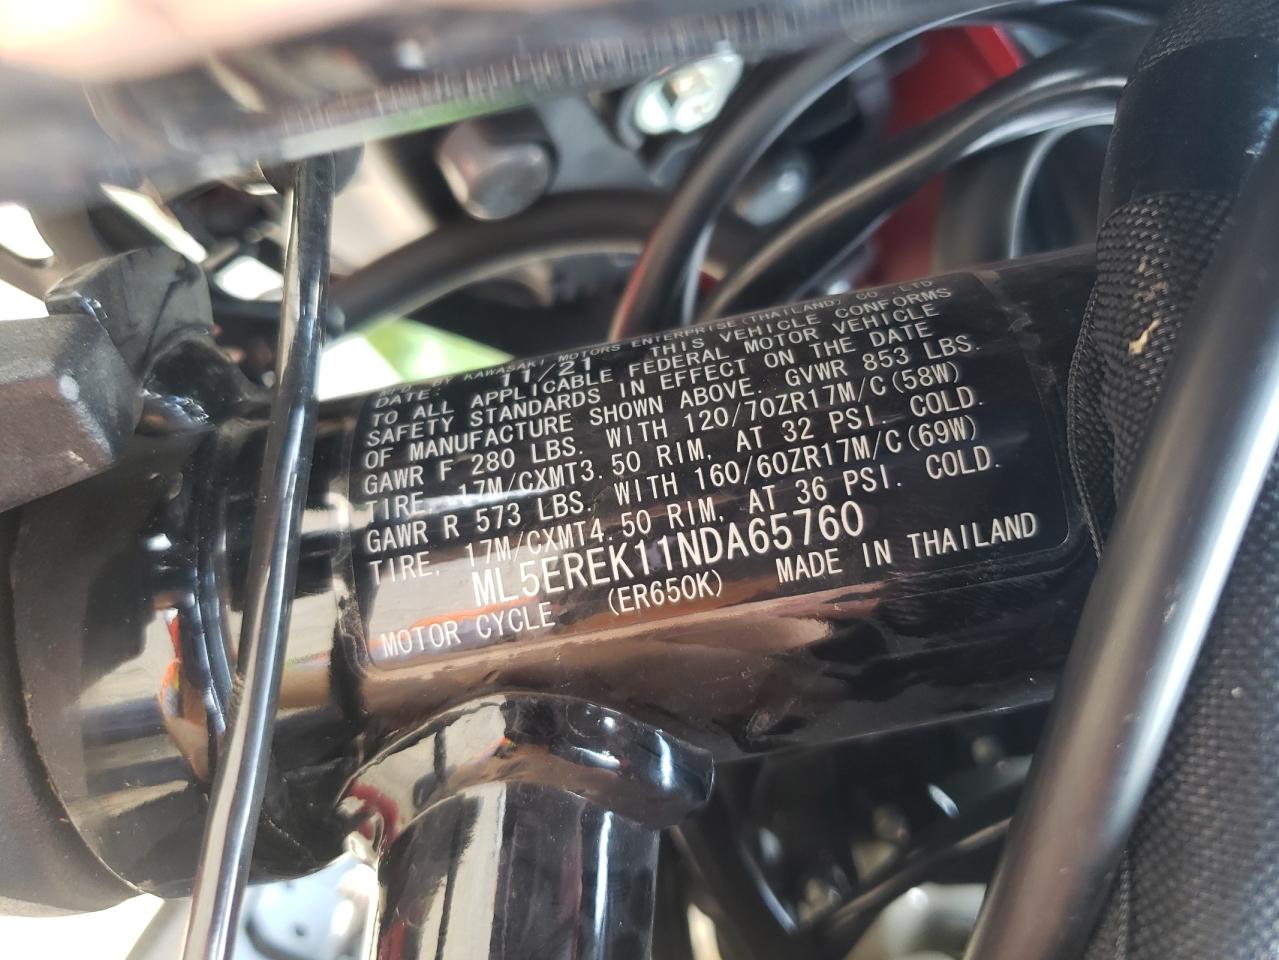 MFD. BY KAWASAKI MOTORS ENTERPRISE (THAILAND) CO., LTD.
DATE: 11/21 THIS VEHICLE CONFORMS
TO ALL APPLICABLE FEDERAL MOTOR VEHICLE
SAFETY STANDARDS IN EFFECT ON THE DATE
OF MANUFACTURE SHOWN ABOVE. GVWR 853 LBS.
GAWR F 280 LBS. WITH 120/70ZR17M/C(58W)
TIRE, 17M/CXMT3.50 RIM, AT 32 PSI. COLD.
GAWR R 573 LBS. WITH 160/60ZR17M/C(69W)
TIRE, 17M/CXMT4.50 RIM, AT 36 PSI. COLD.
ML5EREK11NDA65760
MOTOR CYCLE (ER650K) MADE IN THAILAND